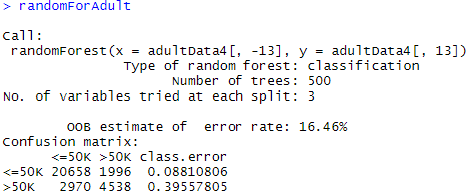 > randomForAdult
Call:
randomForest(x = adultData4[, -13], y = adultData4[, 13])
Type of random forest: classification
Number of trees: 500
No. of variables tried at each split: 3
OOB estimate of error rate: 16.46%
Confusion matrix:
<=50K >50K class.error
<=50K 20658 1996 0.08810806
>50K 2970 4538 0.39557805